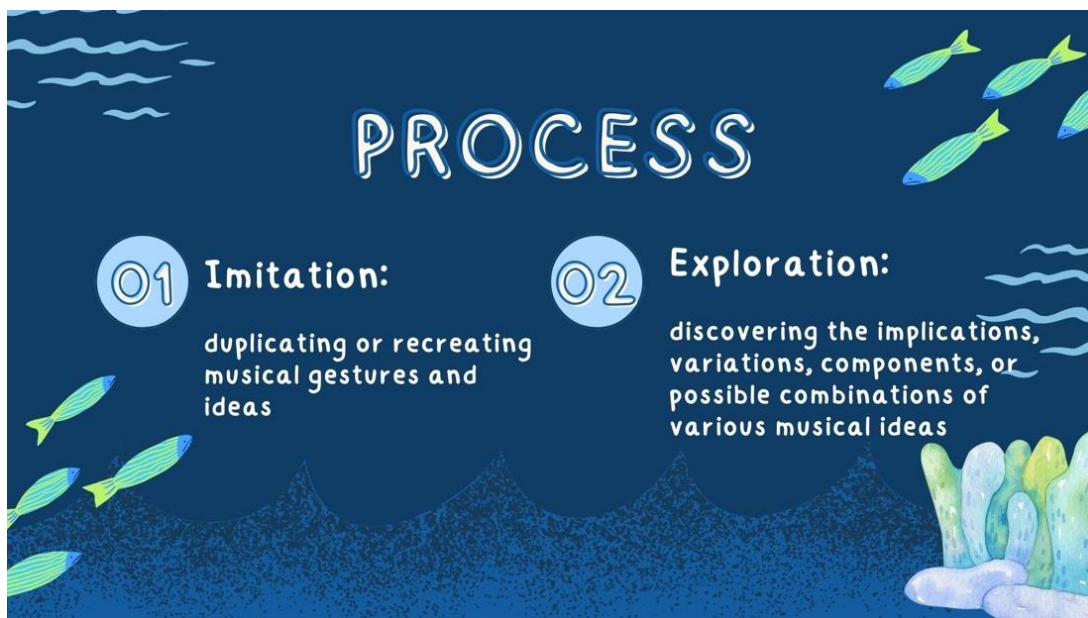 PROCESS
01
Imitation:
duplicating or recreating
musical gestures and
ideas
02
Exploration:
discovering the implications,
variations, components, or
possible combinations of
various musical ideas